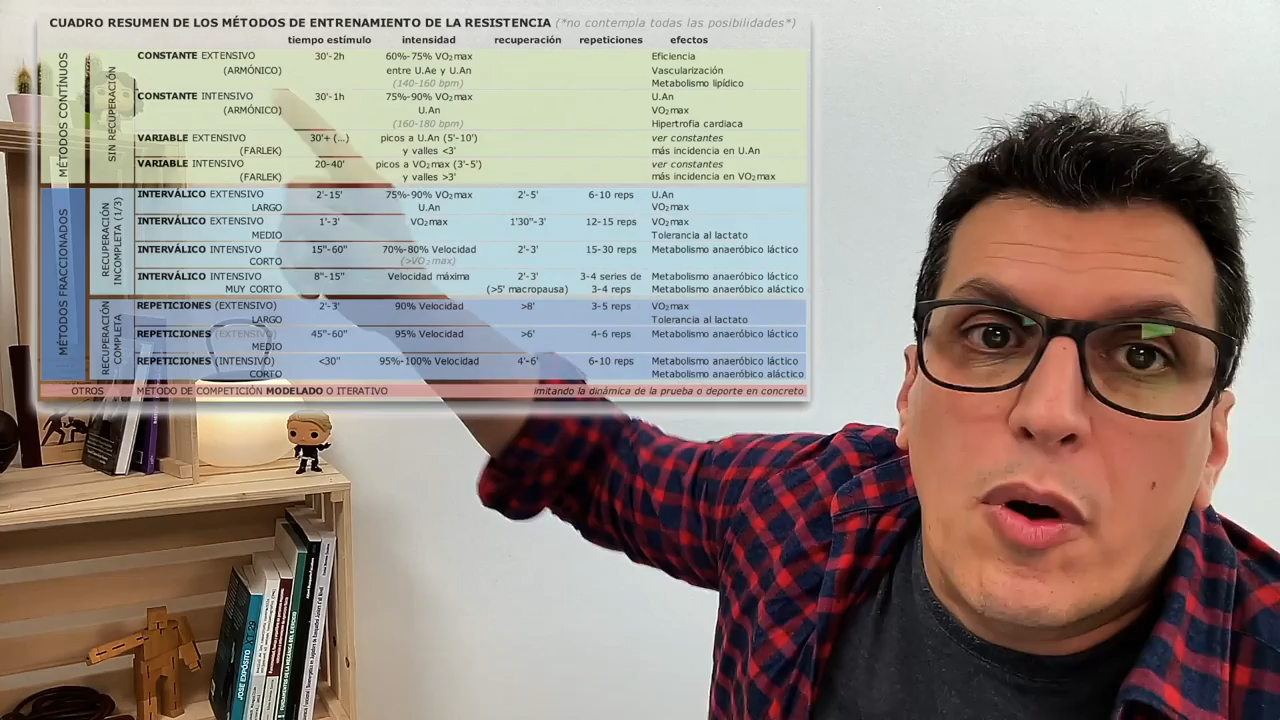 CUADRO RESUMEN DE LOS MÉTODOS DE ENTRENAMIENTO DE LA RESISTENCIA (*no contempla todas las posibilidades*)
tiempo estímulo intensidad recuperación repeticiones efectos
MÉTODOS CONTÍNUOS
SIN RECUPERACIÓN
CONSTANTE EXTENSIVO 30'-2h 60%-75% VO₂max Eficiencia
(ARMÓNICO) entre U.Ae y U.An Vascularización
(140-160 bpm) Metabolismo lipídico
CONSTANTE INTENSIVO 30'-1h 75%-90% VO₂max U.An
(ARMÓNICO) U.An VO₂max
(160-180 bpm) Hipertrofia cardiaca
VARIABLE EXTENSIVO 30'+ (...) picos a U.An (5'-10') ver constantes
(FARLEK) y valles <3' más incidencia en U.An
VARIABLE INTENSIVO 20-40' picos a VO₂max (3'-5') ver constantes
(FARLEK) y valles >3' más incidencia en VO₂max
MÉTODOS FRACCIONADOS
RECUPERACIÓN
INCOMPLETA (1/3)
INTERVÁLICO EXTENSIVO 2'-15' 75%-90% VO₂max 2'-5' 6-10 reps U.An
LARGO U.An VO₂max
INTERVÁLICO EXTENSIVO 1'-3' VO₂max 1'30"-3' 12-15 reps VO₂max
MEDIO Tolerancia al lactato
INTERVÁLICO INTENSIVO 15"-60" 70%-80% Velocidad 2'-3' 15-30 reps Metabolismo anaeróbico láctico
CORTO (>VO₂max)
INTERVÁLICO INTENSIVO 8"-15" Velocidad máxima 2'-3' 3-4 series de Metabolismo anaeróbico láctico
MUY CORTO (>5' macropausa) 3-4 reps Metabolismo anaeróbico aláctico
RECUPERACIÓN
COMPLETA
REPETICIONES (EXTENSIVO) 2'-3' 90% Velocidad >8' 3-5 reps VO₂max
LARGO Tolerancia al lactato
REPETICIONES (EXTENSIVO) 45"-60" 95% Velocidad >6' 4-6 reps Metabolismo anaeróbico láctico
MEDIO
REPETICIONES (INTENSIVO) <30" 95%-100% Velocidad 4'-6' 6-10 reps Metabolismo anaeróbico láctico
CORTO Metabolismo anaeróbico aláctico
OTROS MÉTODO DE COMPETICIÓN MODELADO O ITERATIVO imitando la dinámica de la prueba o deporte en concreto
JOSE EXPÓSITO